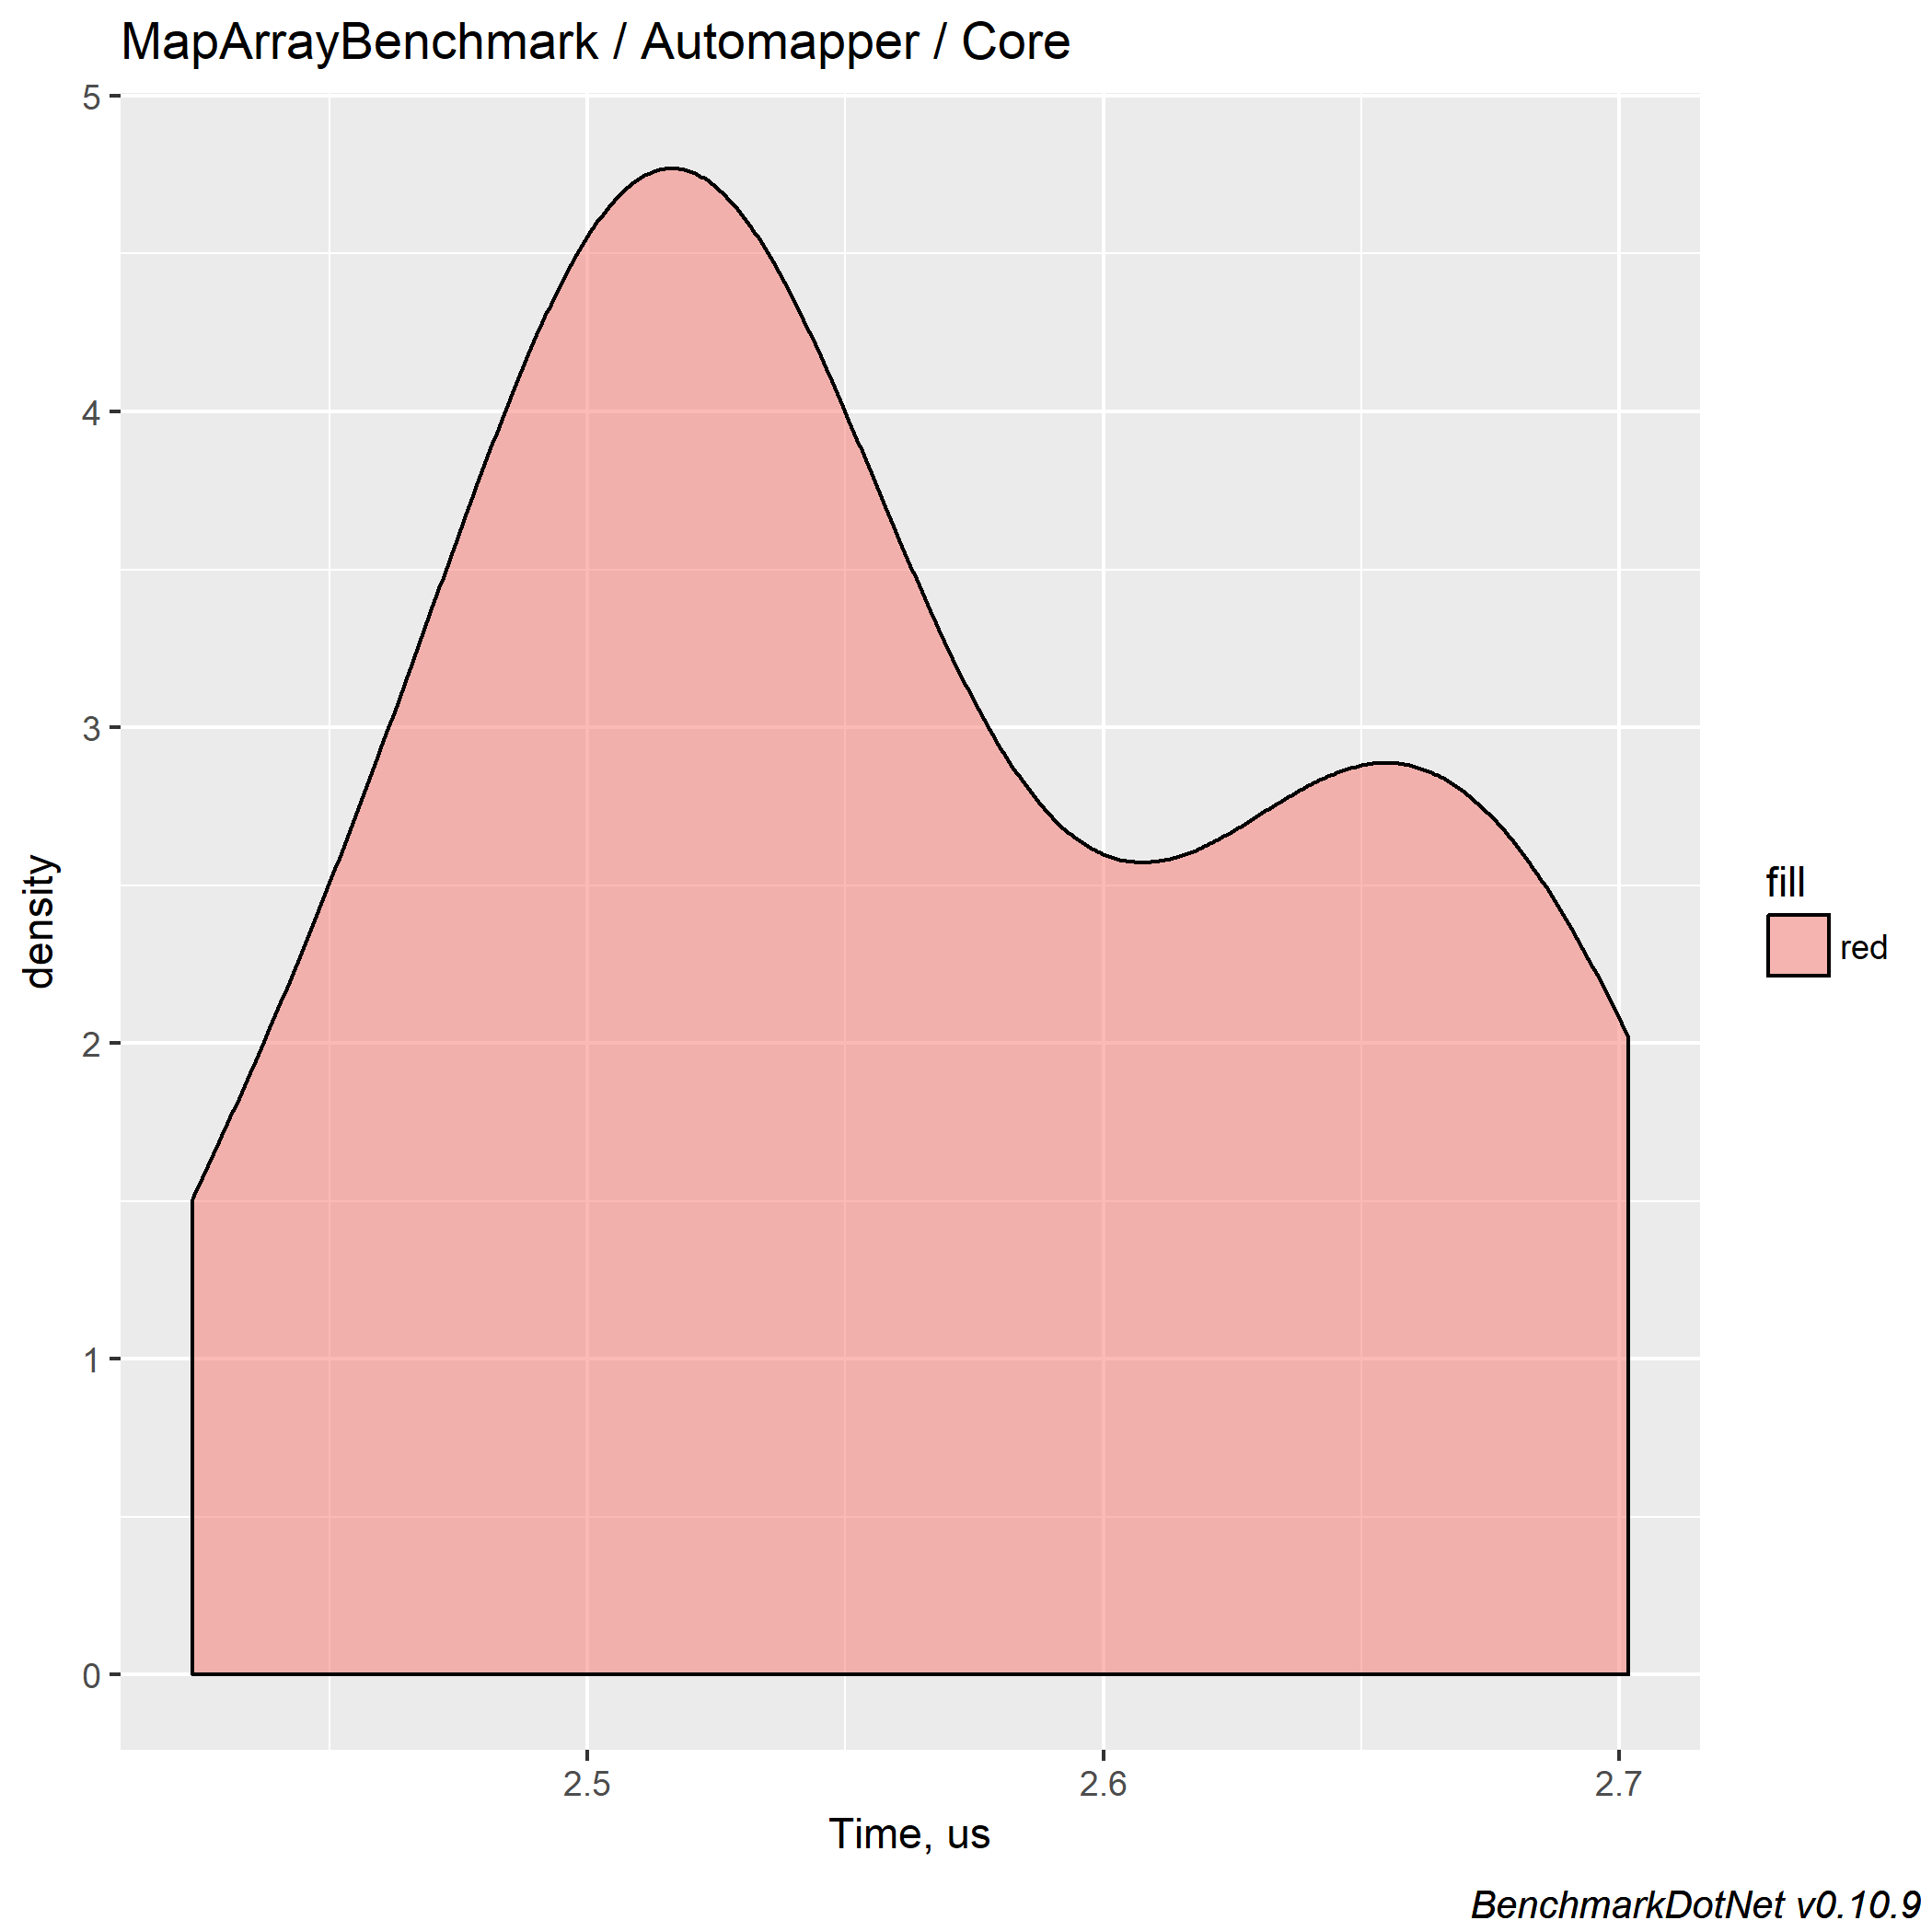 MapArrayBenchmark / Automapper / Core
5
4
3
2
1
0
density
2.5 2.6 2.7
Time, us
fill
red
BenchmarkDotNet v0.10.9